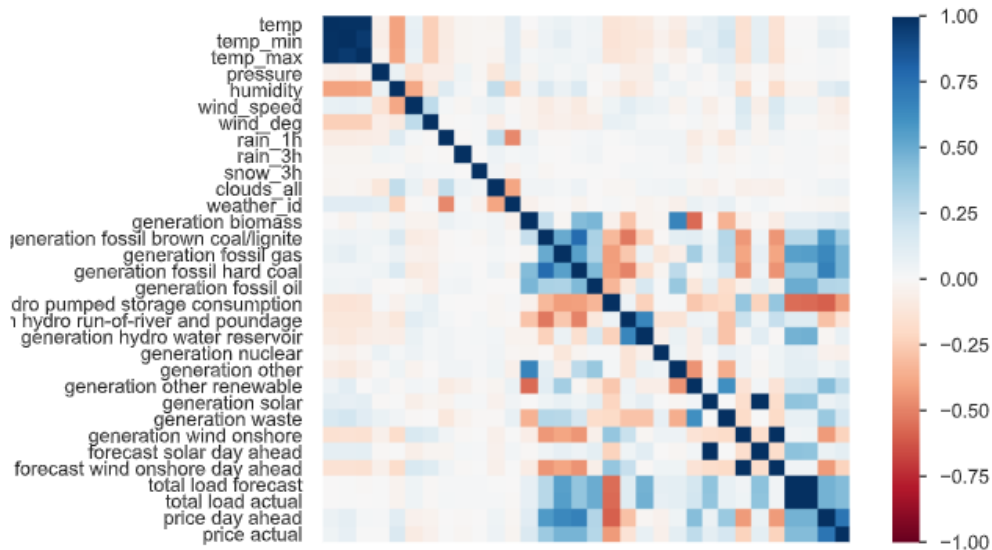 temp
temp_min
temp_max
pressure
humidity
wind_speed
wind_deg
rain_1h
rain_3h
snow_3h
clouds_all
weather_id
generation biomass
generation fossil brown coal/lignite
generation fossil gas
generation fossil hard coal
generation fossil oil
dro pumped storage consumption
hydro run-of-river and poundage
generation hydro water reservoir
generation nuclear
generation other
generation other renewable
generation solar
generation waste
generation wind onshore
forecast solar day ahead
forecast wind onshore day ahead
total load forecast
total load actual
price day ahead
price actual
1.00
0.75
0.50
0.25
0.00
−0.25
−0.50
−0.75
−1.00